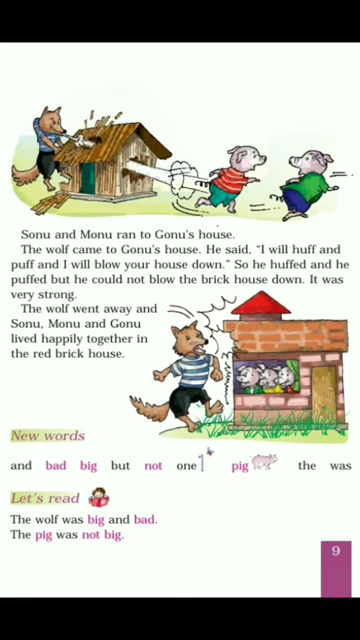 Sonu and Monu ran to Gonu's house.
The wolf came to Gonu's house. He said, "I will huff and
puff and I will blow your house down." So he huffed and he
puffed but he could not blow the brick house down. It was
very strong.
The wolf went away and
Sonu, Monu and Gonu
lived happily together in
the red brick house.
New words
and bad big but not one 1 pig the was
Let's read
The wolf was big and bad.
The pig was not big.
9